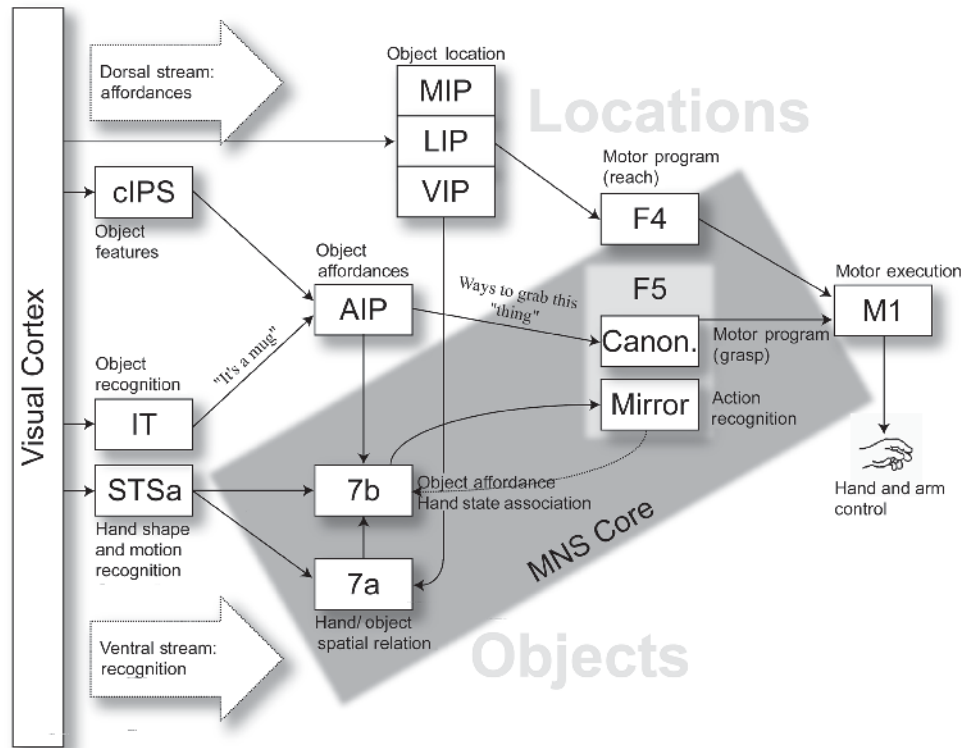 Visual Cortex
Dorsal stream:
affordances
Object location
MIP
LIP
VIP
Locations
Motor program
(reach)
F4
cIPS
Object
features
Object
affordances
AIP
Ways to grab this
"thing"
F5
Canon.
Motor program
(grasp)
Motor execution
M1
"It's a mug"
Object
recognition
IT
Mirror
Action
recognition
STSa
Hand shape
and motion
recognition
7b
Object affordance
Hand state association
Hand and arm
control
MNS Core
7a
Hand/ object
spatial relation
Objects
Ventral stream:
recognition